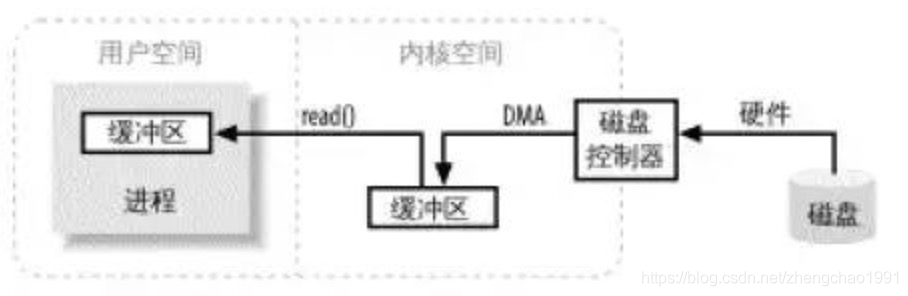 用户空间
内核空间
缓冲区
进程
read()
缓冲区
DMA
磁盘
控制器
硬件
磁盘
https://blog.csdn.net/zhengchao1991